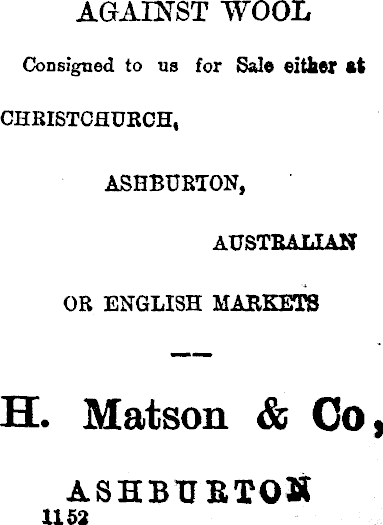 AGAINST WOOL
Consigned to us for Sale either at
CHRISTCHURCH,
ASHBURTON,
AUSTRALIAN
OR ENGLISH MARKETS
H. Matson & Co,
ASHBURTON
1152